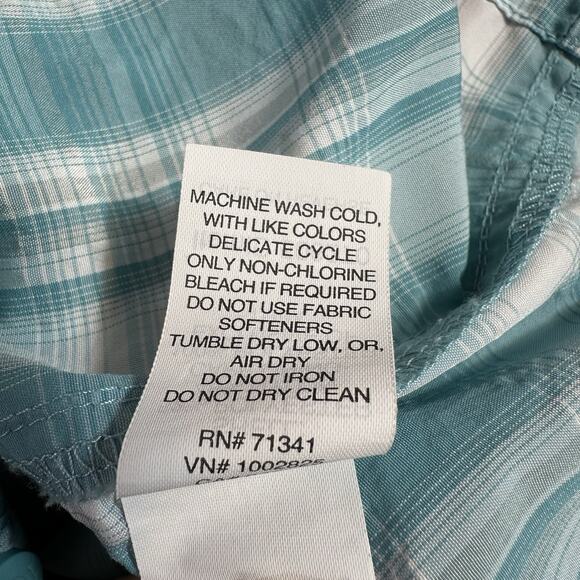 MACHINE WASH COLD,
WITH LIKE COLORS
DELICATE CYCLE
ONLY NON-CHLORINE
BLEACH IF REQUIRED
DO NOT USE FABRIC
SOFTENERS
TUMBLE DRY LOW, OR.
AIR DRY
DO NOT IRON
DO NOT DRY CLEAN
RN# 71341
VN#